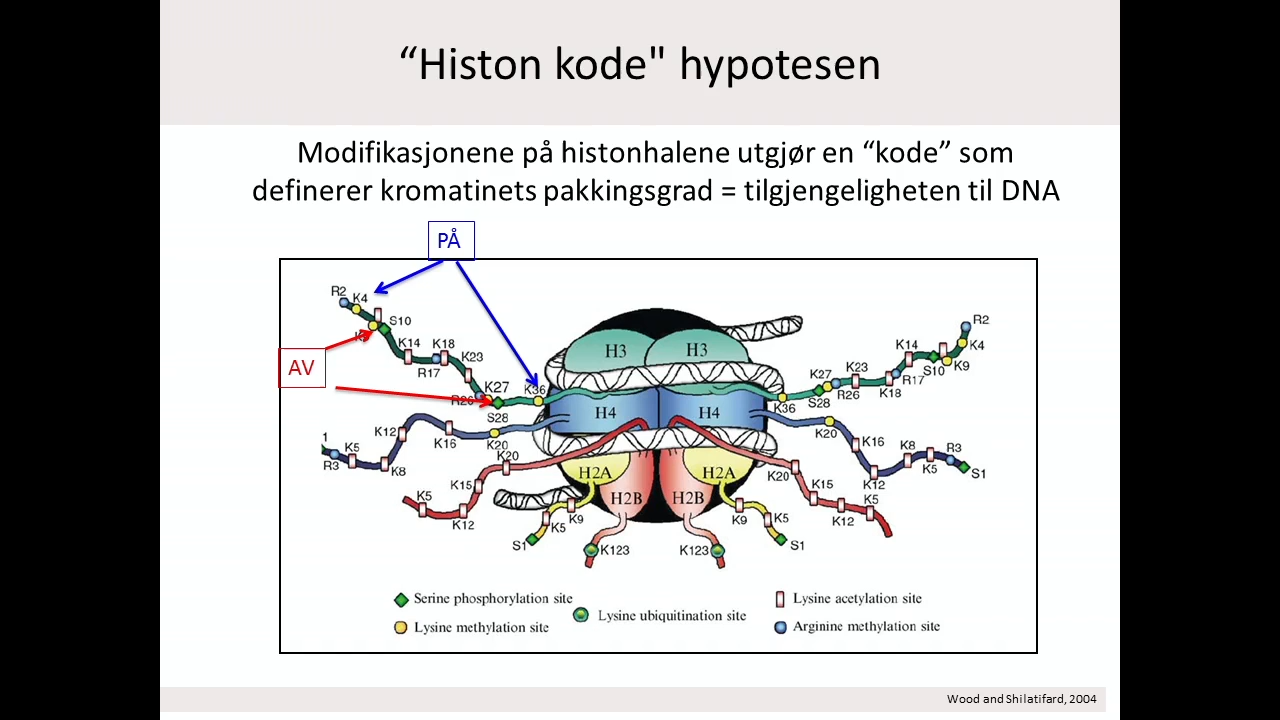 “Histon kode" hypotesen
Modifikasjonene på histonhalene utgjør en “kode” som
definerer kromatinets pakkingsgrad = tilgjengeligheten til DNA
PÅ
AV
R2
K4
S10
K14
K18
R17
K23
K27
R26
S28
K36
H3
H3
H4
H4
H2A
H2A
H2B
H2B
1
R3
K5
K8
K12
K16
K20
K20
K15
K5
K12
S1
K5
K9
K123
K123
K9
K5
S1
R2
K4
K9
S10
K14
R17
K18
K23
R26
K27
S28
K36
K20
K16
K12
K8
K5
R3
S1
K20
K15
K12
K5
Serine phosphorylation site
Lysine methylation site
Lysine ubiquitination site
Lysine acetylation site
Arginine methylation site
Wood and Shilatifard, 2004